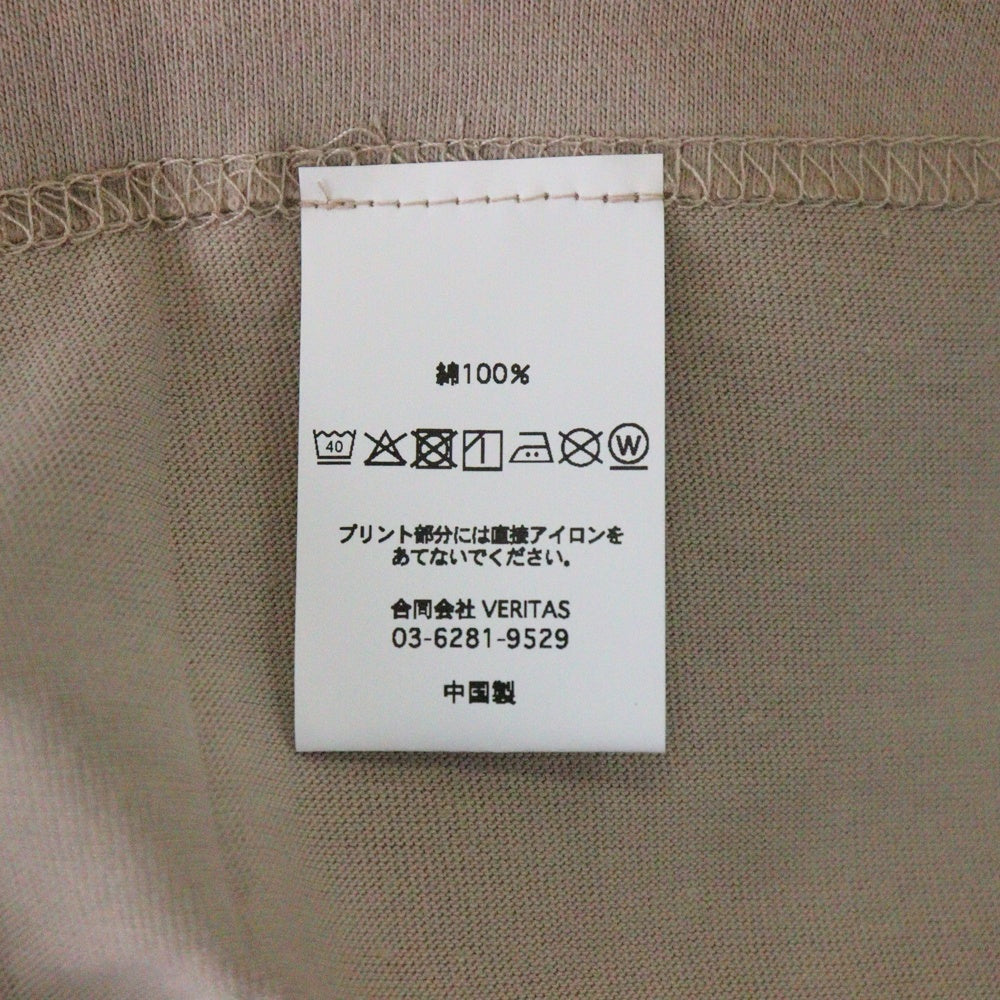 綿100%
40 W
プリント部分には直接アイロンを
あてないでください。
合同会社 VERITAS
03-6281-9529
中国製